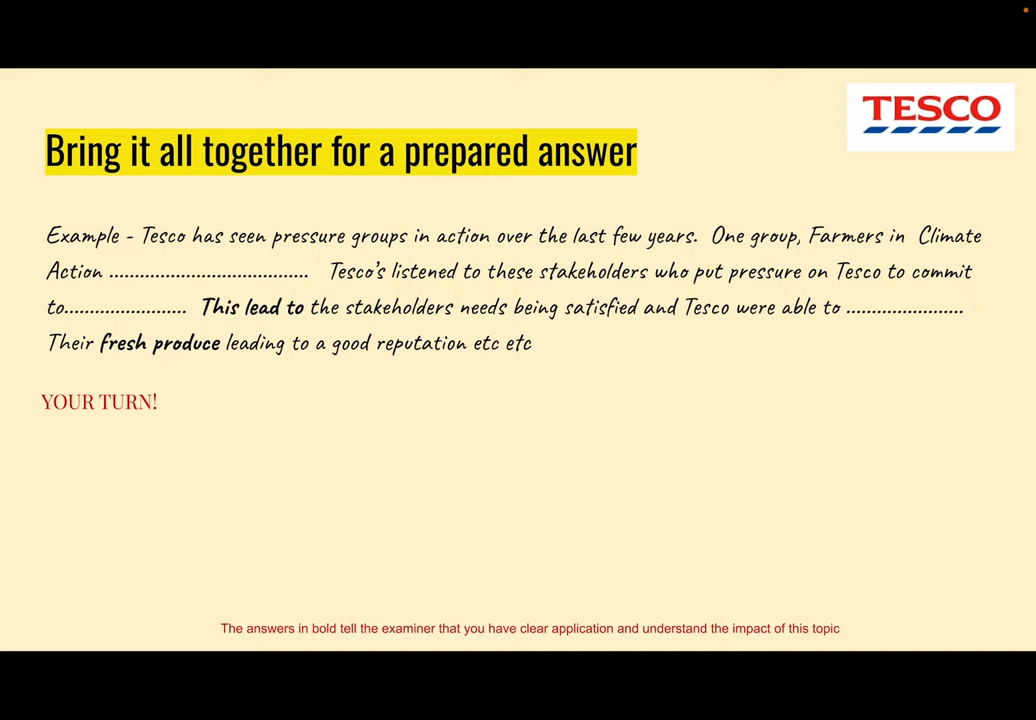 TESCO
Bring it all together for a prepared answer
Example - Tesco has seen pressure groups in action over the last few years. One group, Farmers in Climate
Action ...................................... Tesco's listened to these stakeholders who put pressure on Tesco to commit
to....................... This lead to the stakeholders needs being satisfied and Tesco were able to ......................
Their fresh produce leading to a good reputation etc etc
YOUR TURN!
The answers in bold tell the examiner that you have clear application and understand the impact of this topic